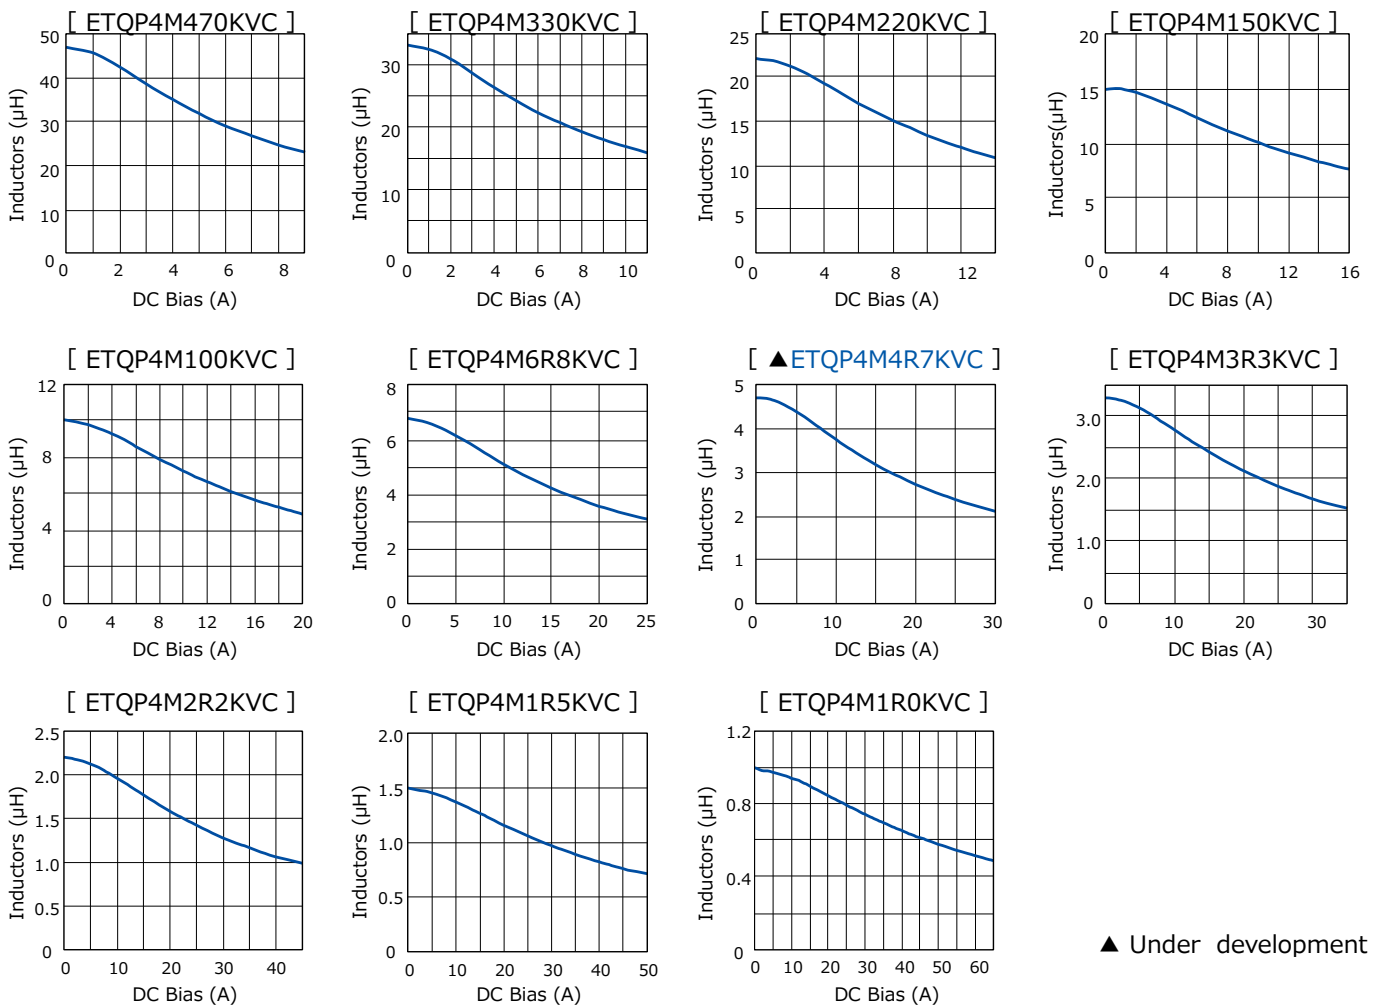 [ ETQP4M470KVC ]
50
40
30
20
10
0
0 2 4 6 8
Inductors (μH)
DC Bias (A)
[ ETQP4M330KVC ]
30
20
10
0
0 2 4 6 8 10
Inductors (μH)
DC Bias (A)
[ ETQP4M220KVC ]
25
20
15
10
5
0
4 8 12
Inductors (μH)
DC Bias (A)
[ ETQP4M150KVC ]
20
15
10
5
0
0 4 8 12 16
Inductors(μH)
DC Bias (A)
[ ETQP4M100KVC ]
12
10
8
4
0
0 4 8 12 16 20
Inductors (μH)
DC Bias (A)
[ ETQP4M6R8KVC ]
8
6
4
2
0
0 5 10 15 20 25
Inductors (μH)
DC Bias (A)
[ ▲ETQP4M4R7KVC ]
5
4
3
2
1
0
0 10 20 30
Inductors (μH)
DC Bias (A)
[ ETQP4M3R3KVC ]
3.0
2.0
1.0
0
0 10 20 30
Inductors (μH)
DC Bias (A)
[ ETQP4M2R2KVC ]
2.5
2.0
1.5
1.0
0.5
0
0 10 20 30 40
Inductors (μH)
DC Bias (A)
[ ETQP4M1R5KVC ]
2.0
1.5
1.0
0.5
0
0 10 20 30 40 50
Inductors (μH)
DC Bias (A)
[ ETQP4M1R0KVC ]
1.2
0.8
0.4
0
0 10 20 30 40 50 60
Inductors (μH)
DC Bias (A)
▲ Under development